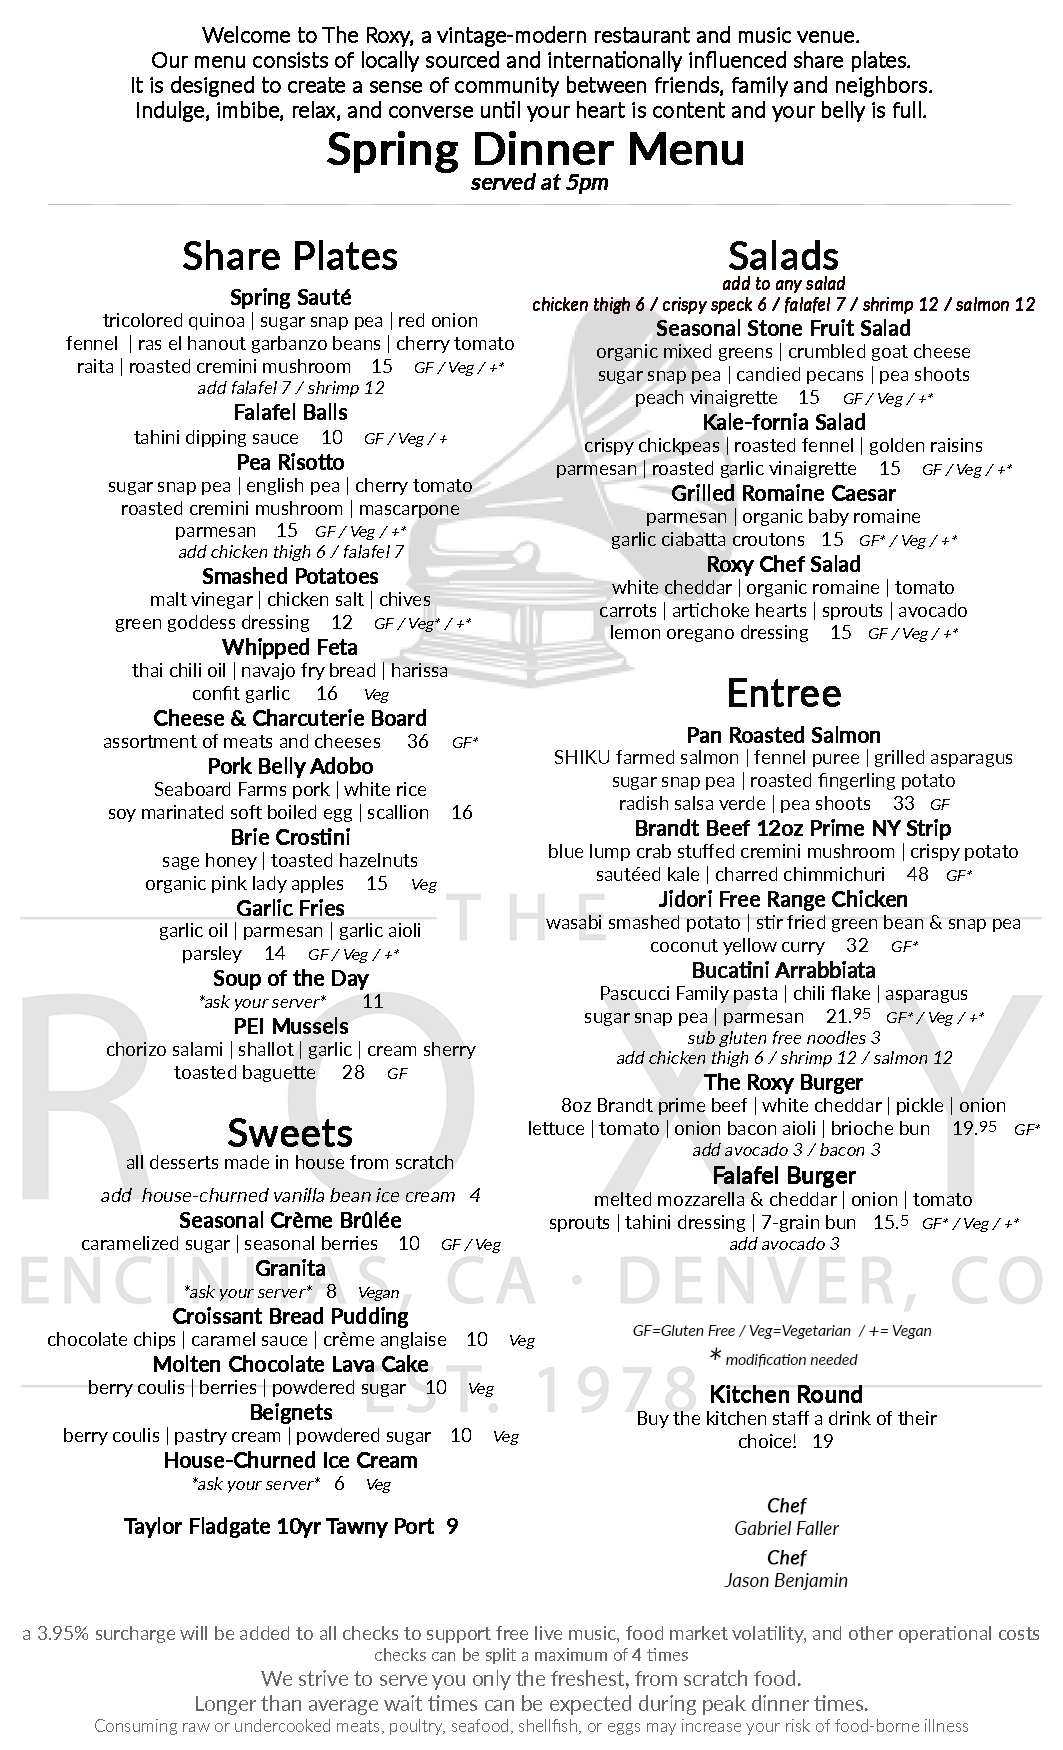 Welcome to The Roxy, a vintage-modern restaurant and music venue.
Our menu consists of locally sourced and internationally influenced share plates.
It is designed to create a sense of community between friends, family and neighbors.
Indulge, imbibe, relax, and converse until your heart is content and your belly is full.
Spring Dinner Menu
served at 5pm
Share Plates
Spring Sauté
tricolored quinoa | sugar snap pea | red onion
fennel | ras el hanout garbanzo beans | cherry tomato
raita | roasted cremini mushroom 15 GF / Veg / +*
add falafel 7 / shrimp 12
Falafel Balls
tahini dipping sauce 10 GF / Veg / +
Pea Risotto
sugar snap pea | english pea | cherry tomato
roasted cremini mushroom | mascarpone
parmesan 15 GF / Veg / +*
add chicken thigh 6 / falafel 7
Smashed Potatoes
malt vinegar | chicken salt | chives
green goddess dressing 12 GF / Veg* / +*
Whipped Feta
thai chili oil | navajo fry bread | harissa
confit garlic 16 Veg
Cheese & Charcuterie Board
assortment of meats and cheeses 36 GF*
Pork Belly Adobo
Seaboard Farms pork | white rice
soy marinated soft boiled egg | scallion 16
Brie Crostini
sage honey | toasted hazelnuts
organic pink lady apples 15 Veg
Garlic Fries
garlic oil | parmesan | garlic aioli
parsley 14 GF / Veg / +*
Soup of the Day
*ask your server* 11
PEI Mussels
chorizo salami | shallot | garlic | cream sherry
toasted baguette 28 GF
Sweets
all desserts made in house from scratch
add house-churned vanilla bean ice cream 4
Seasonal Crème Brûlée
caramelized sugar | seasonal berries 10 GF / Veg
Granita
*ask your server* 8 Vegan
Croissant Bread Pudding
chocolate chips | caramel sauce | crème anglaise 10 Veg
Molten Chocolate Lava Cake
berry coulis | berries | powdered sugar 10 Veg
Beignets
berry coulis | pastry cream | powdered sugar 10 Veg
House-Churned Ice Cream
*ask your server* 6 Veg
Taylor Fladgate 10yr Tawny Port 9
Salads
add to any salad
chicken thigh 6 / crispy speck 6 / falafel 7 / shrimp 12 / salmon 12
Seasonal Stone Fruit Salad
organic mixed greens | crumbled goat cheese
sugar snap pea | candied pecans | pea shoots
peach vinaigrette 15 GF / Veg / +*
Kale-fornia Salad
crispy chickpeas | roasted fennel | golden raisins
parmesan | roasted garlic vinaigrette 15 GF / Veg / +*
Grilled Romaine Caesar
parmesan | organic baby romaine
garlic ciabatta croutons 15 GF* / Veg / +*
Roxy Chef Salad
white cheddar | organic romaine | tomato
carrots | artichoke hearts | sprouts | avocado
lemon oregano dressing 15 GF / Veg / +*
Entree
Pan Roasted Salmon
SHIKU farmed salmon | fennel puree | grilled asparagus
sugar snap pea | roasted fingerling potato
radish salsa verde | pea shoots 33 GF
Brandt Beef 12oz Prime NY Strip
blue lump crab stuffed cremini mushroom | crispy potato
sautéed kale | charred chimmichuri 48 GF*
Jidori Free Range Chicken
wasabi smashed potato | stir fried green bean & snap pea
coconut yellow curry 32 GF*
Bucatini Arrabbiata
Pascucci Family pasta | chili flake | asparagus
sugar snap pea | parmesan 21.95 GF* / Veg / +*
sub gluten free noodles 3
add chicken thigh 6 / shrimp 12 / salmon 12
The Roxy Burger
8oz Brandt prime beef | white cheddar | pickle | onion
lettuce | tomato | onion bacon aioli | brioche bun 19.95 GF*
add avocado 3 / bacon 3
Falafel Burger
melted mozzarella & cheddar | onion | tomato
sprouts | tahini dressing | 7-grain bun 15.5 GF* / Veg / +*
add avocado 3
GF=Gluten Free / Veg=Vegetarian / += Vegan
* modification needed
Kitchen Round
Buy the kitchen staff a drink of their
choice! 19
Chef
Gabriel Faller
Chef
Jason Benjamin
THE
ROXY
ENCINITAS, CA · DENVER, CO
EST. 1978
a 3.95% surcharge will be added to all checks to support free live music, food market volatility, and other operational costs
checks can be split a maximum of 4 times
We strive to serve you only the freshest, from scratch food.
Longer than average wait times can be expected during peak dinner times.
Consuming raw or undercooked meats, poultry, seafood, shellfish, or eggs may increase your risk of food-borne illness